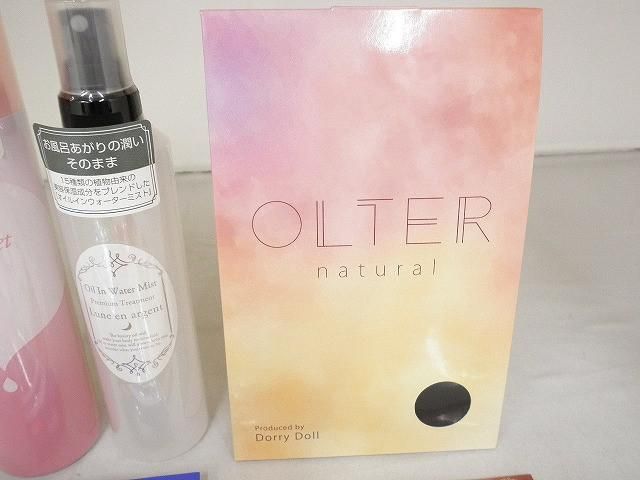 お風呂あがりの潤い
そのまま
15種類の植物由来の
保湿成分をブレンドした
オイルインウォーターミスト
Oil In Water Mist
Premium Treatment
Lune en argent
OLTER
natural
Produced by
Dorry Doll